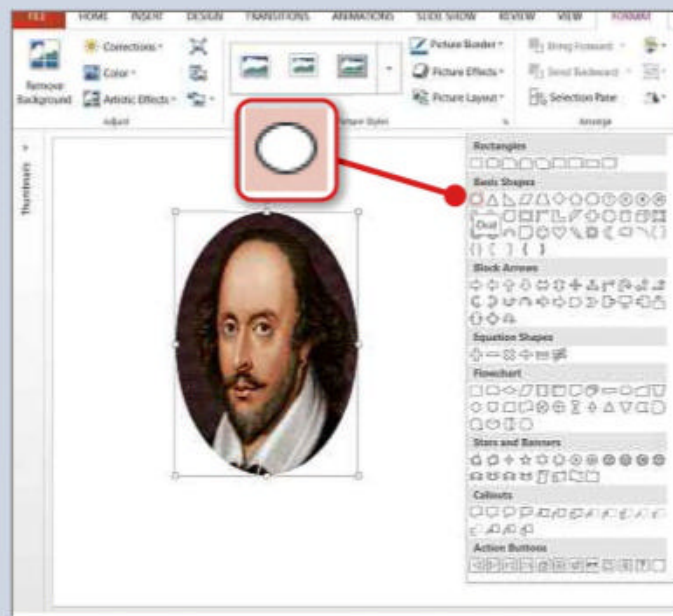 FILE HOME INSERT DESIGN TRANSITIONS ANIMATIONS SLIDE SHOW REVIEW VIEW FORMAT
Remove
Background
Corrections
Color
Artistic Effects
Adjust
Picture Styles
Picture Border
Picture Effects
Picture Layout
Bring Forward
Send Backward
Selection Pane
Arrange
Thumbnails
Rectangles
Basic Shapes
Oval
Block Arrows
Equation Shapes
Flowchart
Stars and Banners
Callouts
Action Buttons